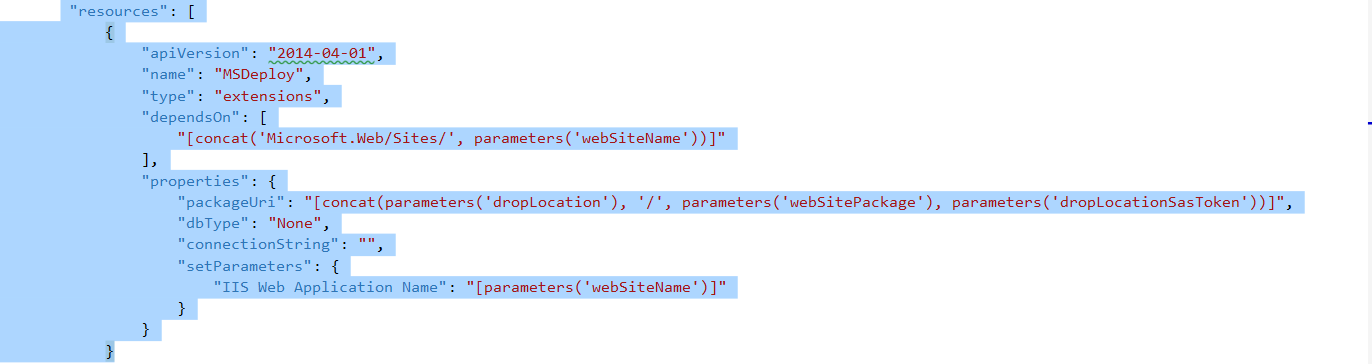 "resources": [
{
"apiVersion": "2014-04-01",
"name": "MSDeploy",
"type": "extensions",
"dependsOn": [
"[concat('Microsoft.Web/Sites/', parameters('webSiteName'))]"
],
"properties": {
"packageUri": "[concat(parameters('dropLocation'), '/', parameters('webSitePackage'), parameters('dropLocationSasToken'))]",
"dbType": "None",
"connectionString": "",
"setParameters": {
"IIS Web Application Name": "[parameters('webSiteName')]"
}
}
}